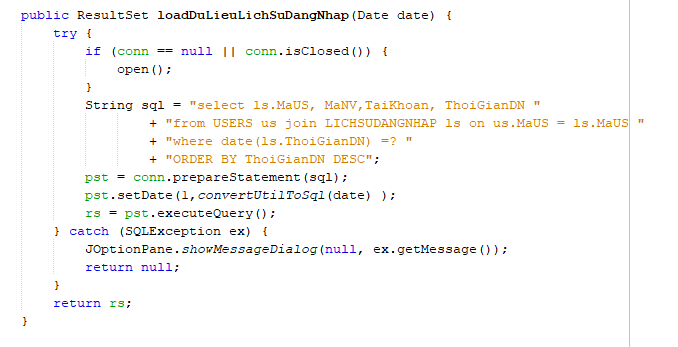 public ResultSet loadDuLieuLichSuDangNhap(Date date) {
try {
if (conn == null || conn.isClosed()) {
open();
}
String sql = "select ls.MaUS, MaNV,TaiKhoan, ThoiGianDN "
+ "from USERS us join LICHSUDANGNHAP ls on us.MaUS = ls.MaUS "
+ "where date(ls.ThoiGianDN) =? "
+ "ORDER BY ThoiGianDN DESC";
pst = conn.prepareStatement(sql);
pst.setDate(1,convertUtilToSql(date) );
rs = pst.executeQuery();
} catch (SQLException ex) {
JOptionPane.showMessageDialog(null, ex.getMessage());
return null;
}
return rs;
}